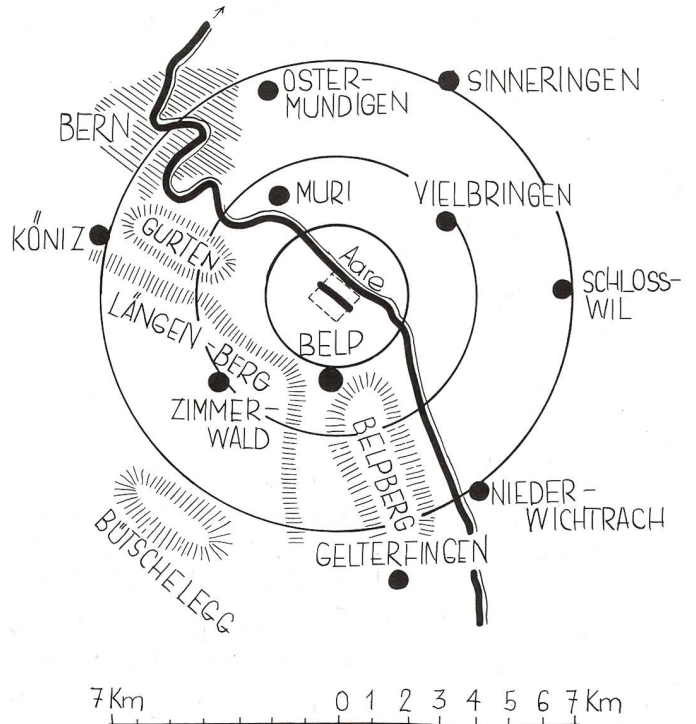 OSTER-
MUNDIGEN
SINNERINGEN
BERN
MURI
VIELBRINGEN
KÖNIZ
GURTEN
Aare
SCHLOSS-
WIL
LÄNGEN-
BERG
BELP
ZIMMER-
WALD
BELPBERG
NIEDER-
WICHTRACH
BÜTSCHELEGG
GELTERFINGEN
7 Km 0 1 2 3 4 5 6 7 Km